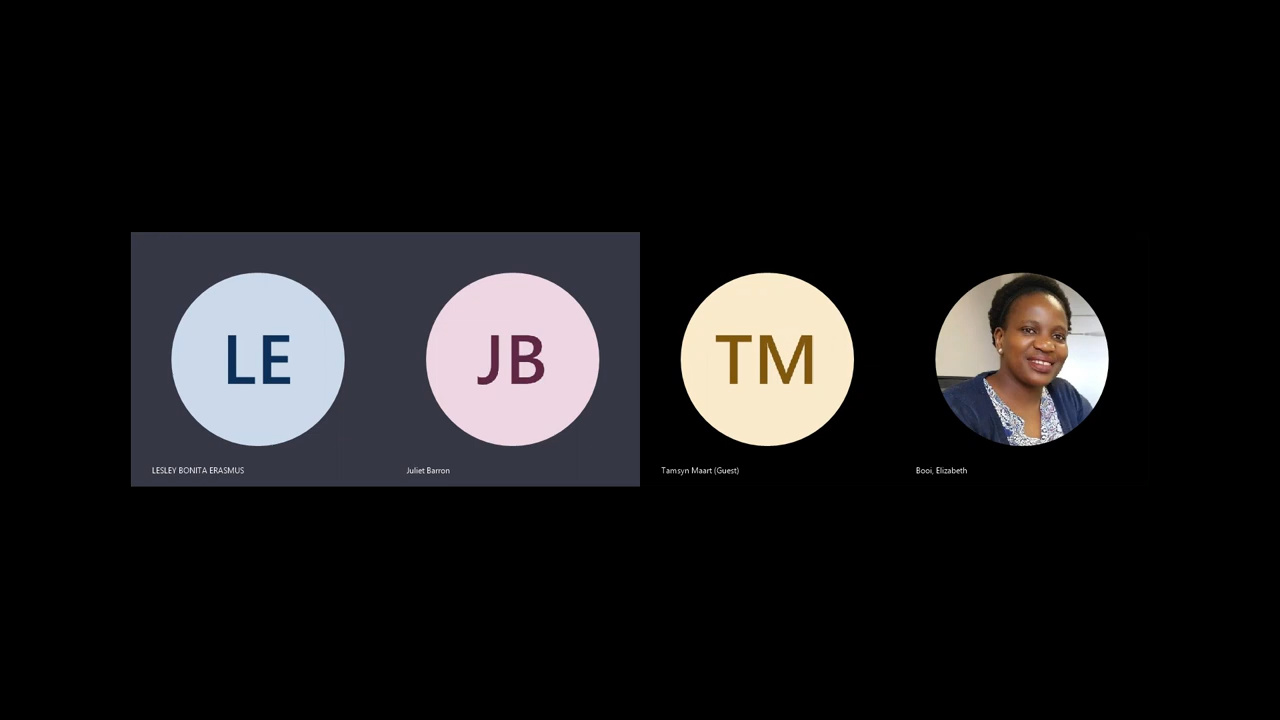 LE
JB
TM
LESLEY BONITA ERASMUS
Juliet Barron
Tamsyn Maart (Guest)
Booi, Elizabeth